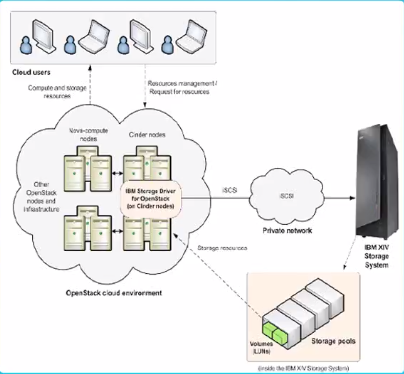 Cloud users
Compute and storage
resources
Resources management /
Request for resources
Nova-compute
nodes
Cinder nodes
Other
OpenStack
nodes and
infrastructure
IBM Storage Driver
for OpenStack
(on Cinder nodes)
iSCSI
iSCSI
Private network
IBM XIV
Storage
System
OpenStack cloud environment
Storage resources
Volumes
(LUNs)
Storage pools
(inside the IBM XIV Storage System)